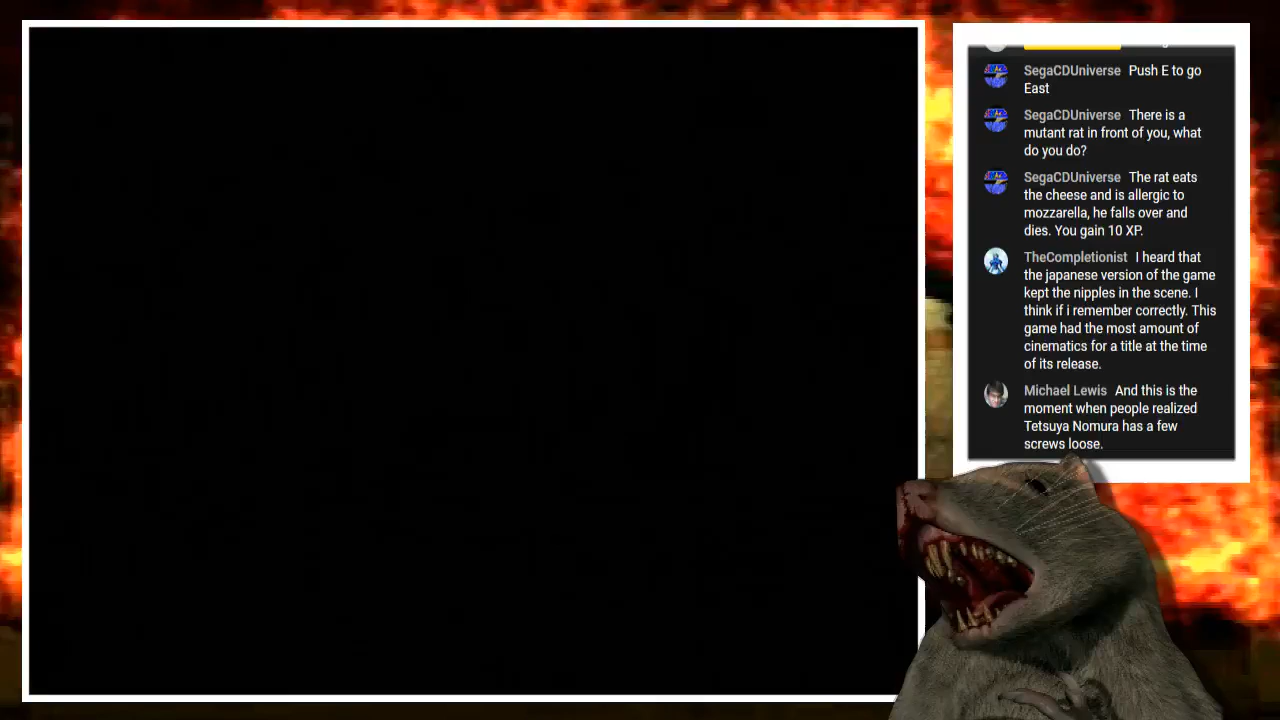 SegaCDUniverse Push E to go
East
SegaCDUniverse There is a
mutant rat in front of you, what
do you do?
SegaCDUniverse The rat eats
the cheese and is allergic to
mozzarella, he falls over and
dies. You gain 10 XP.
TheCompletionist I heard that
the japanese version of the game
kept the nipples in the scene. I
think if i remember correctly. This
game had the most amount of
cinematics for a title at the time
of its release.
Michael Lewis And this is the
moment when people realized
Tetsuya Nomura has a few
screws loose.